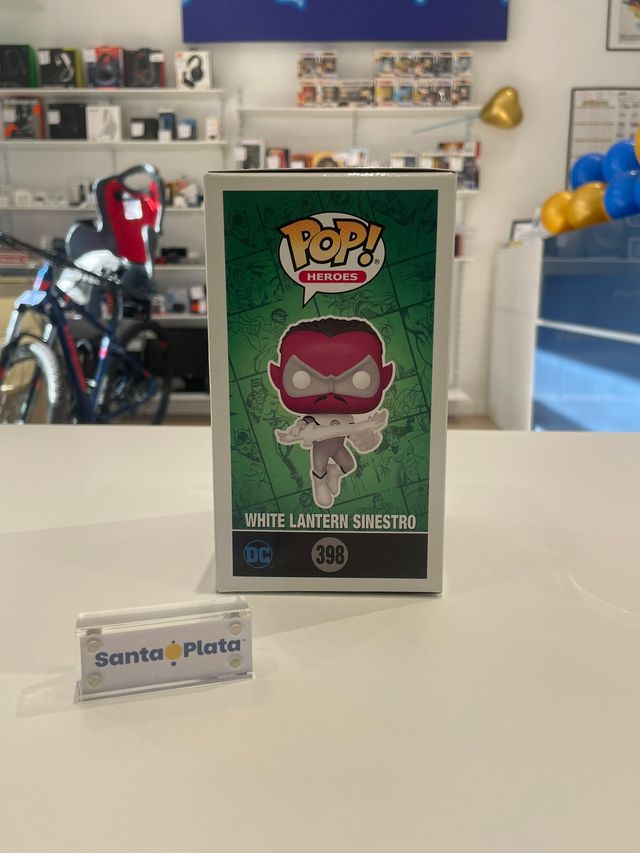 POP!
HEROES
WHITE LANTERN SINESTRO
DC
398
Santa Plata